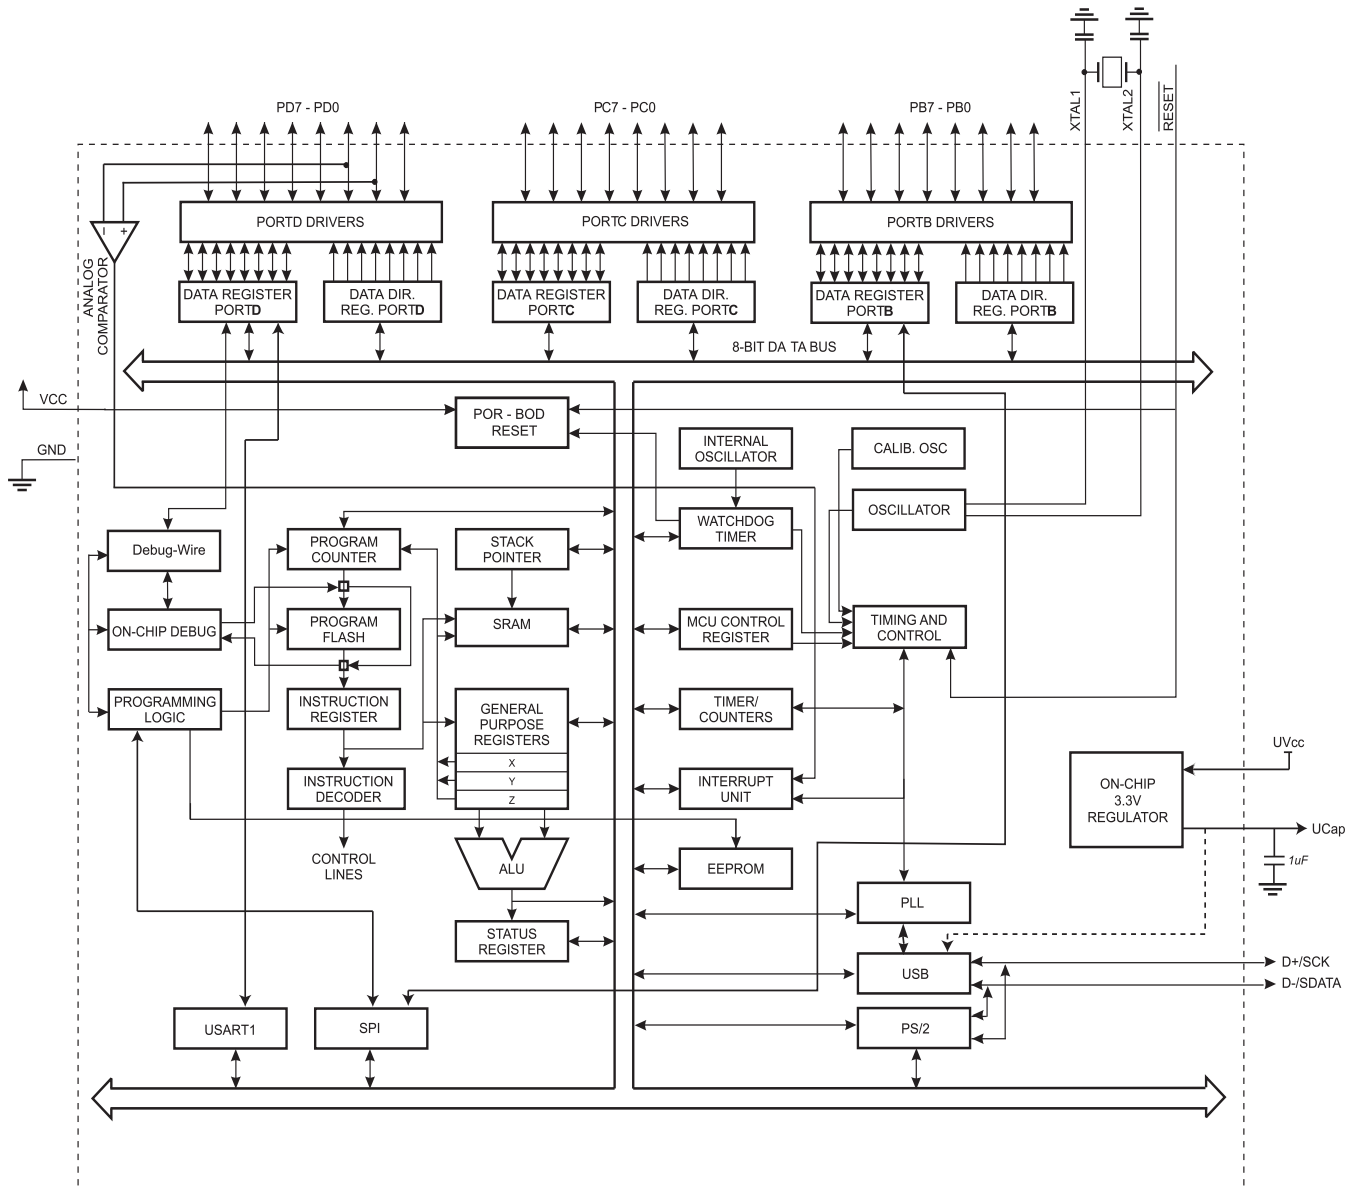 PD7 - PD0
PC7 - PC0
PB7 - PB0
XTAL1
XTAL2
RESET
PORTD DRIVERS
PORTC DRIVERS
PORTB DRIVERS
- +
ANALOG
COMPARATOR
DATA REGISTER
PORTD
DATA DIR.
REG. PORTD
DATA REGISTER
PORTC
DATA DIR.
REG. PORTC
DATA REGISTER
PORTB
DATA DIR.
REG. PORTB
8-BIT DA TA BUS
VCC
GND
POR - BOD
RESET
INTERNAL
OSCILLATOR
CALIB. OSC
WATCHDOG
TIMER
OSCILLATOR
Debug-Wire
PROGRAM
COUNTER
STACK
POINTER
ON-CHIP DEBUG
PROGRAM
FLASH
SRAM
MCU CONTROL
REGISTER
TIMING AND
CONTROL
PROGRAMMING
LOGIC
INSTRUCTION
REGISTER
GENERAL
PURPOSE
REGISTERS
X
Y
Z
TIMER/
COUNTERS
INSTRUCTION
DECODER
INTERRUPT
UNIT
UVcc
ON-CHIP
3.3V
REGULATOR
UCap
1uF
CONTROL
LINES
ALU
EEPROM
STATUS
REGISTER
PLL
USB
D+/SCK
D-/SDATA
USART1
SPI
PS/2